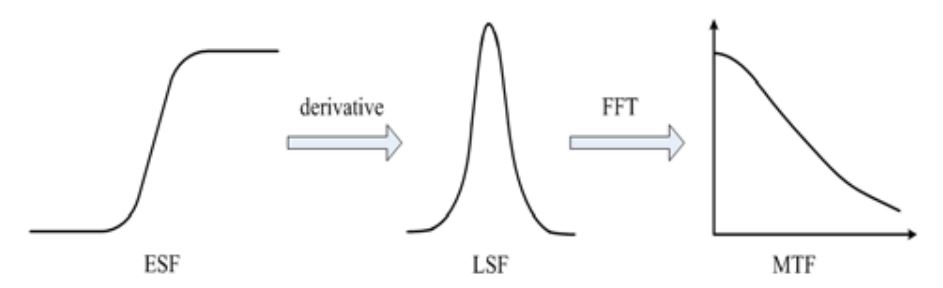 derivative
FFT
ESF
LSF
MTF